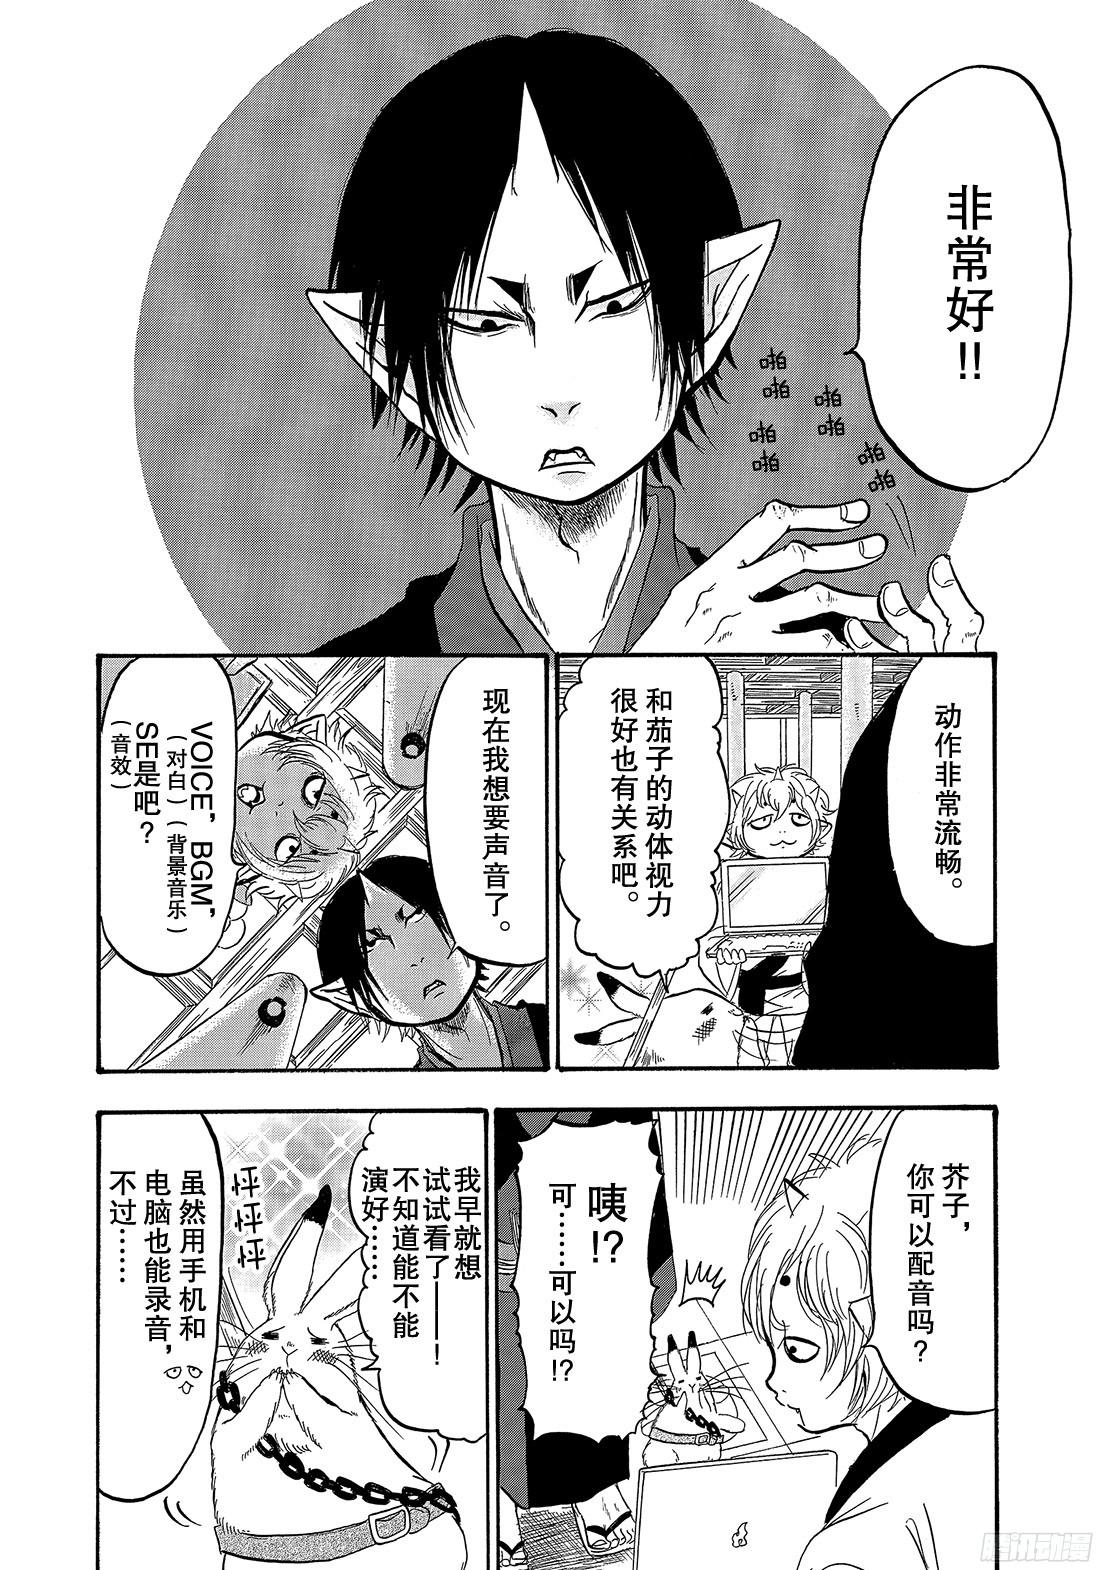 非常好!!
啪啪
啪啪
啪啪
啪啪
动作非常流畅。
和茄子的动体视力
很好也有关系吧。
现在我想要声音了。
VOICE”,BGM”,
(对白)(背景音乐)
SE是吧?
(音效)
芥子,
你可以配音吗?
咦!?
可……可以吗!?
我早就想
试试看了——!
不知道能不能
演好……
怦怦怦
虽然用手机和
电脑也能录音,
不过……
腾讯动漫